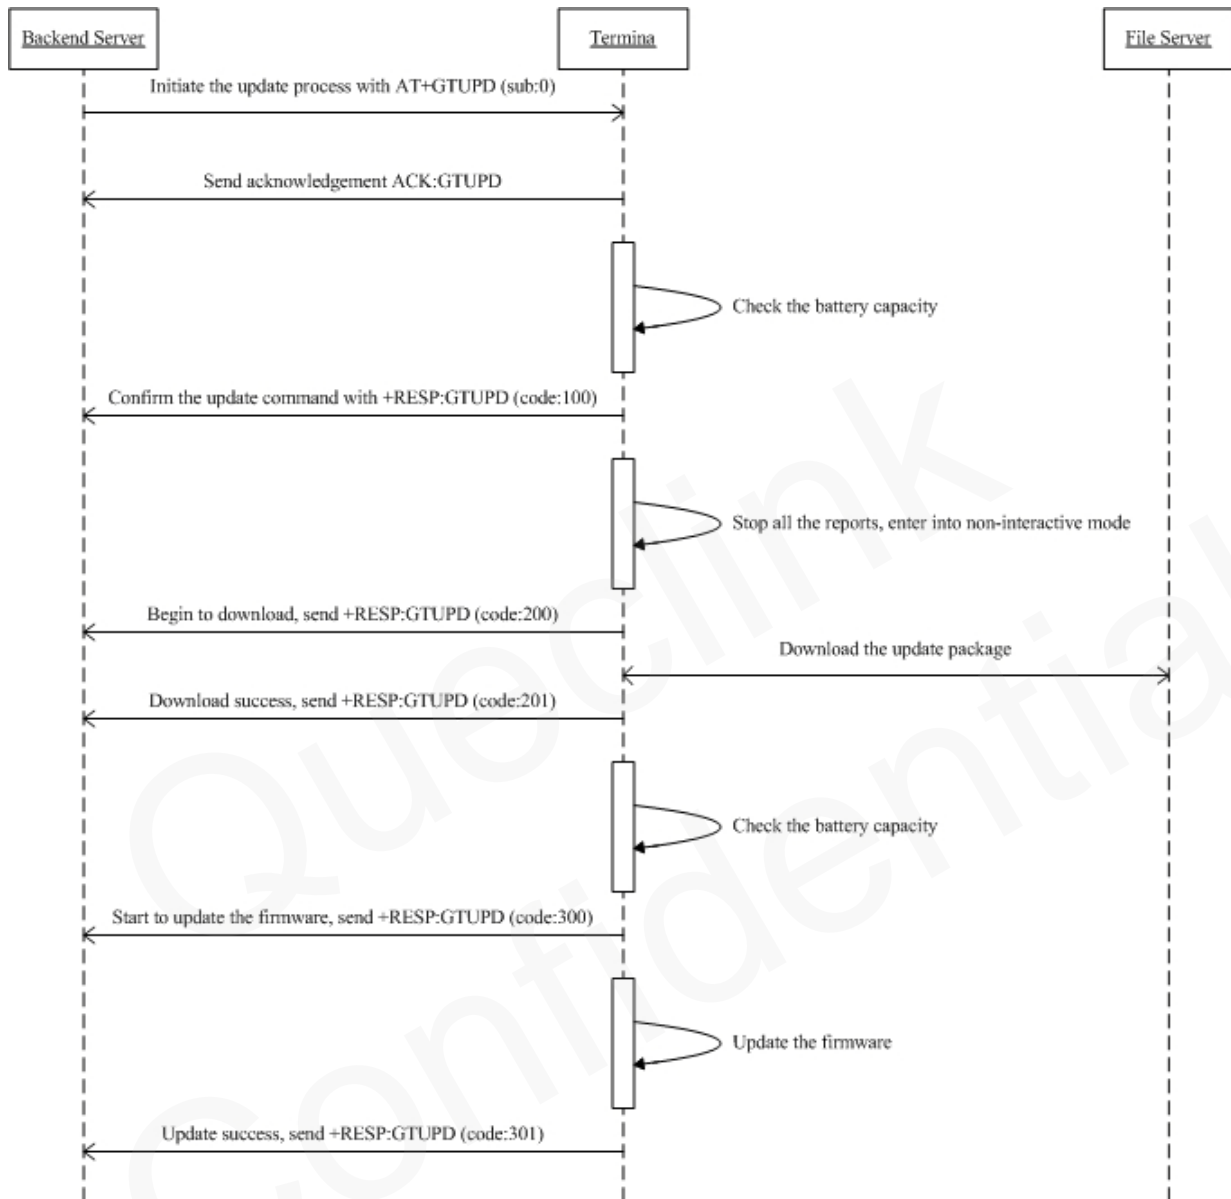 Backend Server
Termina
File Server
Initiate the update process with AT+GTUPD (sub:0)
Send acknowledgement ACK:GTUPD
Check the battery capacity
Confirm the update command with +RESP:GTUPD (code:100)
Stop all the reports, enter into non-interactive mode
Begin to download, send +RESP:GTUPD (code:200)
Download the update package
Download success, send +RESP:GTUPD (code:201)
Check the battery capacity
Start to update the firmware, send +RESP:GTUPD (code:300)
Update the firmware
Update success, send +RESP:GTUPD (code:301)
Queclink
Confidential